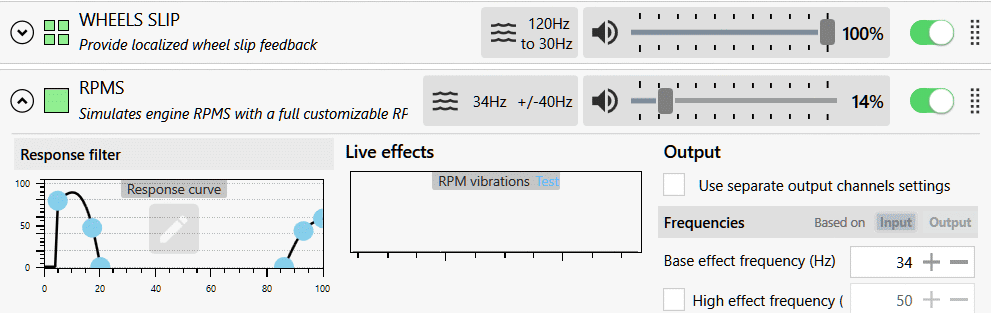 WHEELS SLIP
Provide localized wheel slip feedback
120Hz
to 30Hz
100%
RPMS
Simulates engine RPMS with a full customizable RP
34Hz +/-40Hz
14%
Response filter
Response curve
100
50
0
0 20 40 60 80 100
Live effects
RPM vibrations Test
Output
Use separate output channels settings
Frequencies Based on Input Output
Base effect frequency (Hz) 34
High effect frequency ( 50